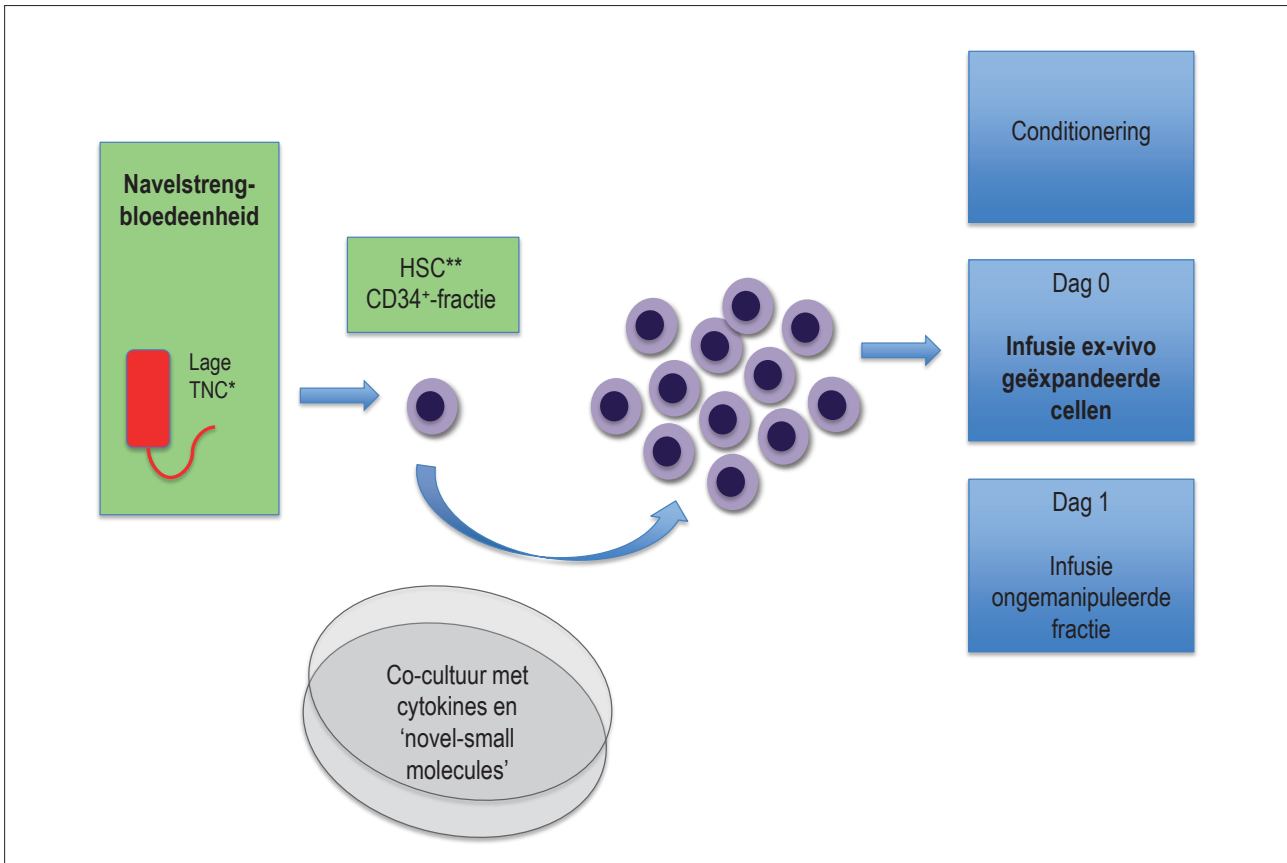 Navelstreng-
bloedeenheid
Lage
TNC*
HSC**
CD34+-fractie
Co-cultuur met
cytokines en
‘novel-small
molecules’
Conditionering
Dag 0
Infusie ex-vivo
geëxpandeerde
cellen
Dag 1
Infusie
ongemanipuleerde
fractie